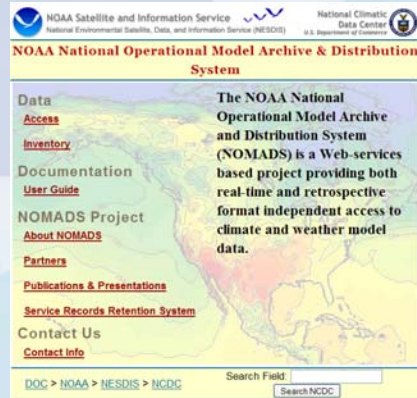 NOAA Satellite and Information Service
National Environmental Satellite, Data, and Information Service (NESDIS)
National Climatic
Data Center
U.S. Department of Commerce
NOAA National Operational Model Archive & Distribution
System
Data
Access
Inventory
Documentation
User Guide
NOMADS Project
About NOMADS
Partners
Publications & Presentations
Service Records Retention System
Contact Us
Contact Info
The NOAA National
Operational Model Archive
and Distribution System
(NOMADS) is a Web-services
based project providing both
real-time and retrospective
format independent access to
climate and weather model
data.
DOC > NOAA > NESDIS > NCDC
Search Field:
Search NCDC